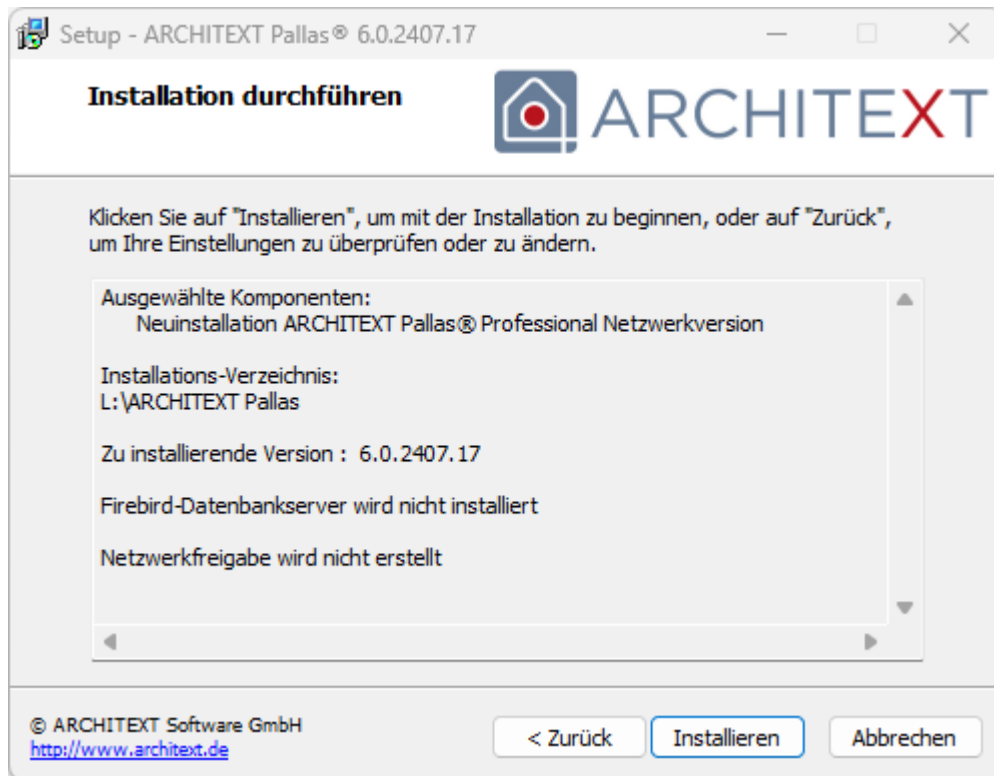 Setup - ARCHITEXT Pallas® 6.0.2407.17
Installation durchführen
ARCHITEXT
Klicken Sie auf "Installieren", um mit der Installation zu beginnen, oder auf "Zurück",
um Ihre Einstellungen zu überprüfen oder zu ändern.
Ausgewählte Komponenten:
Neuinstallation ARCHITEXT Pallas® Professional Netzwerkversion
Installations-Verzeichnis:
L:\ARCHITEXT Pallas
Zu installierende Version :  6.0.2407.17
Firebird-Datenbankserver wird nicht installiert
Netzwerkfreigabe wird nicht erstellt
© ARCHITEXT Software GmbH
http://www.architext.de
< Zurück
Installieren
Abbrechen